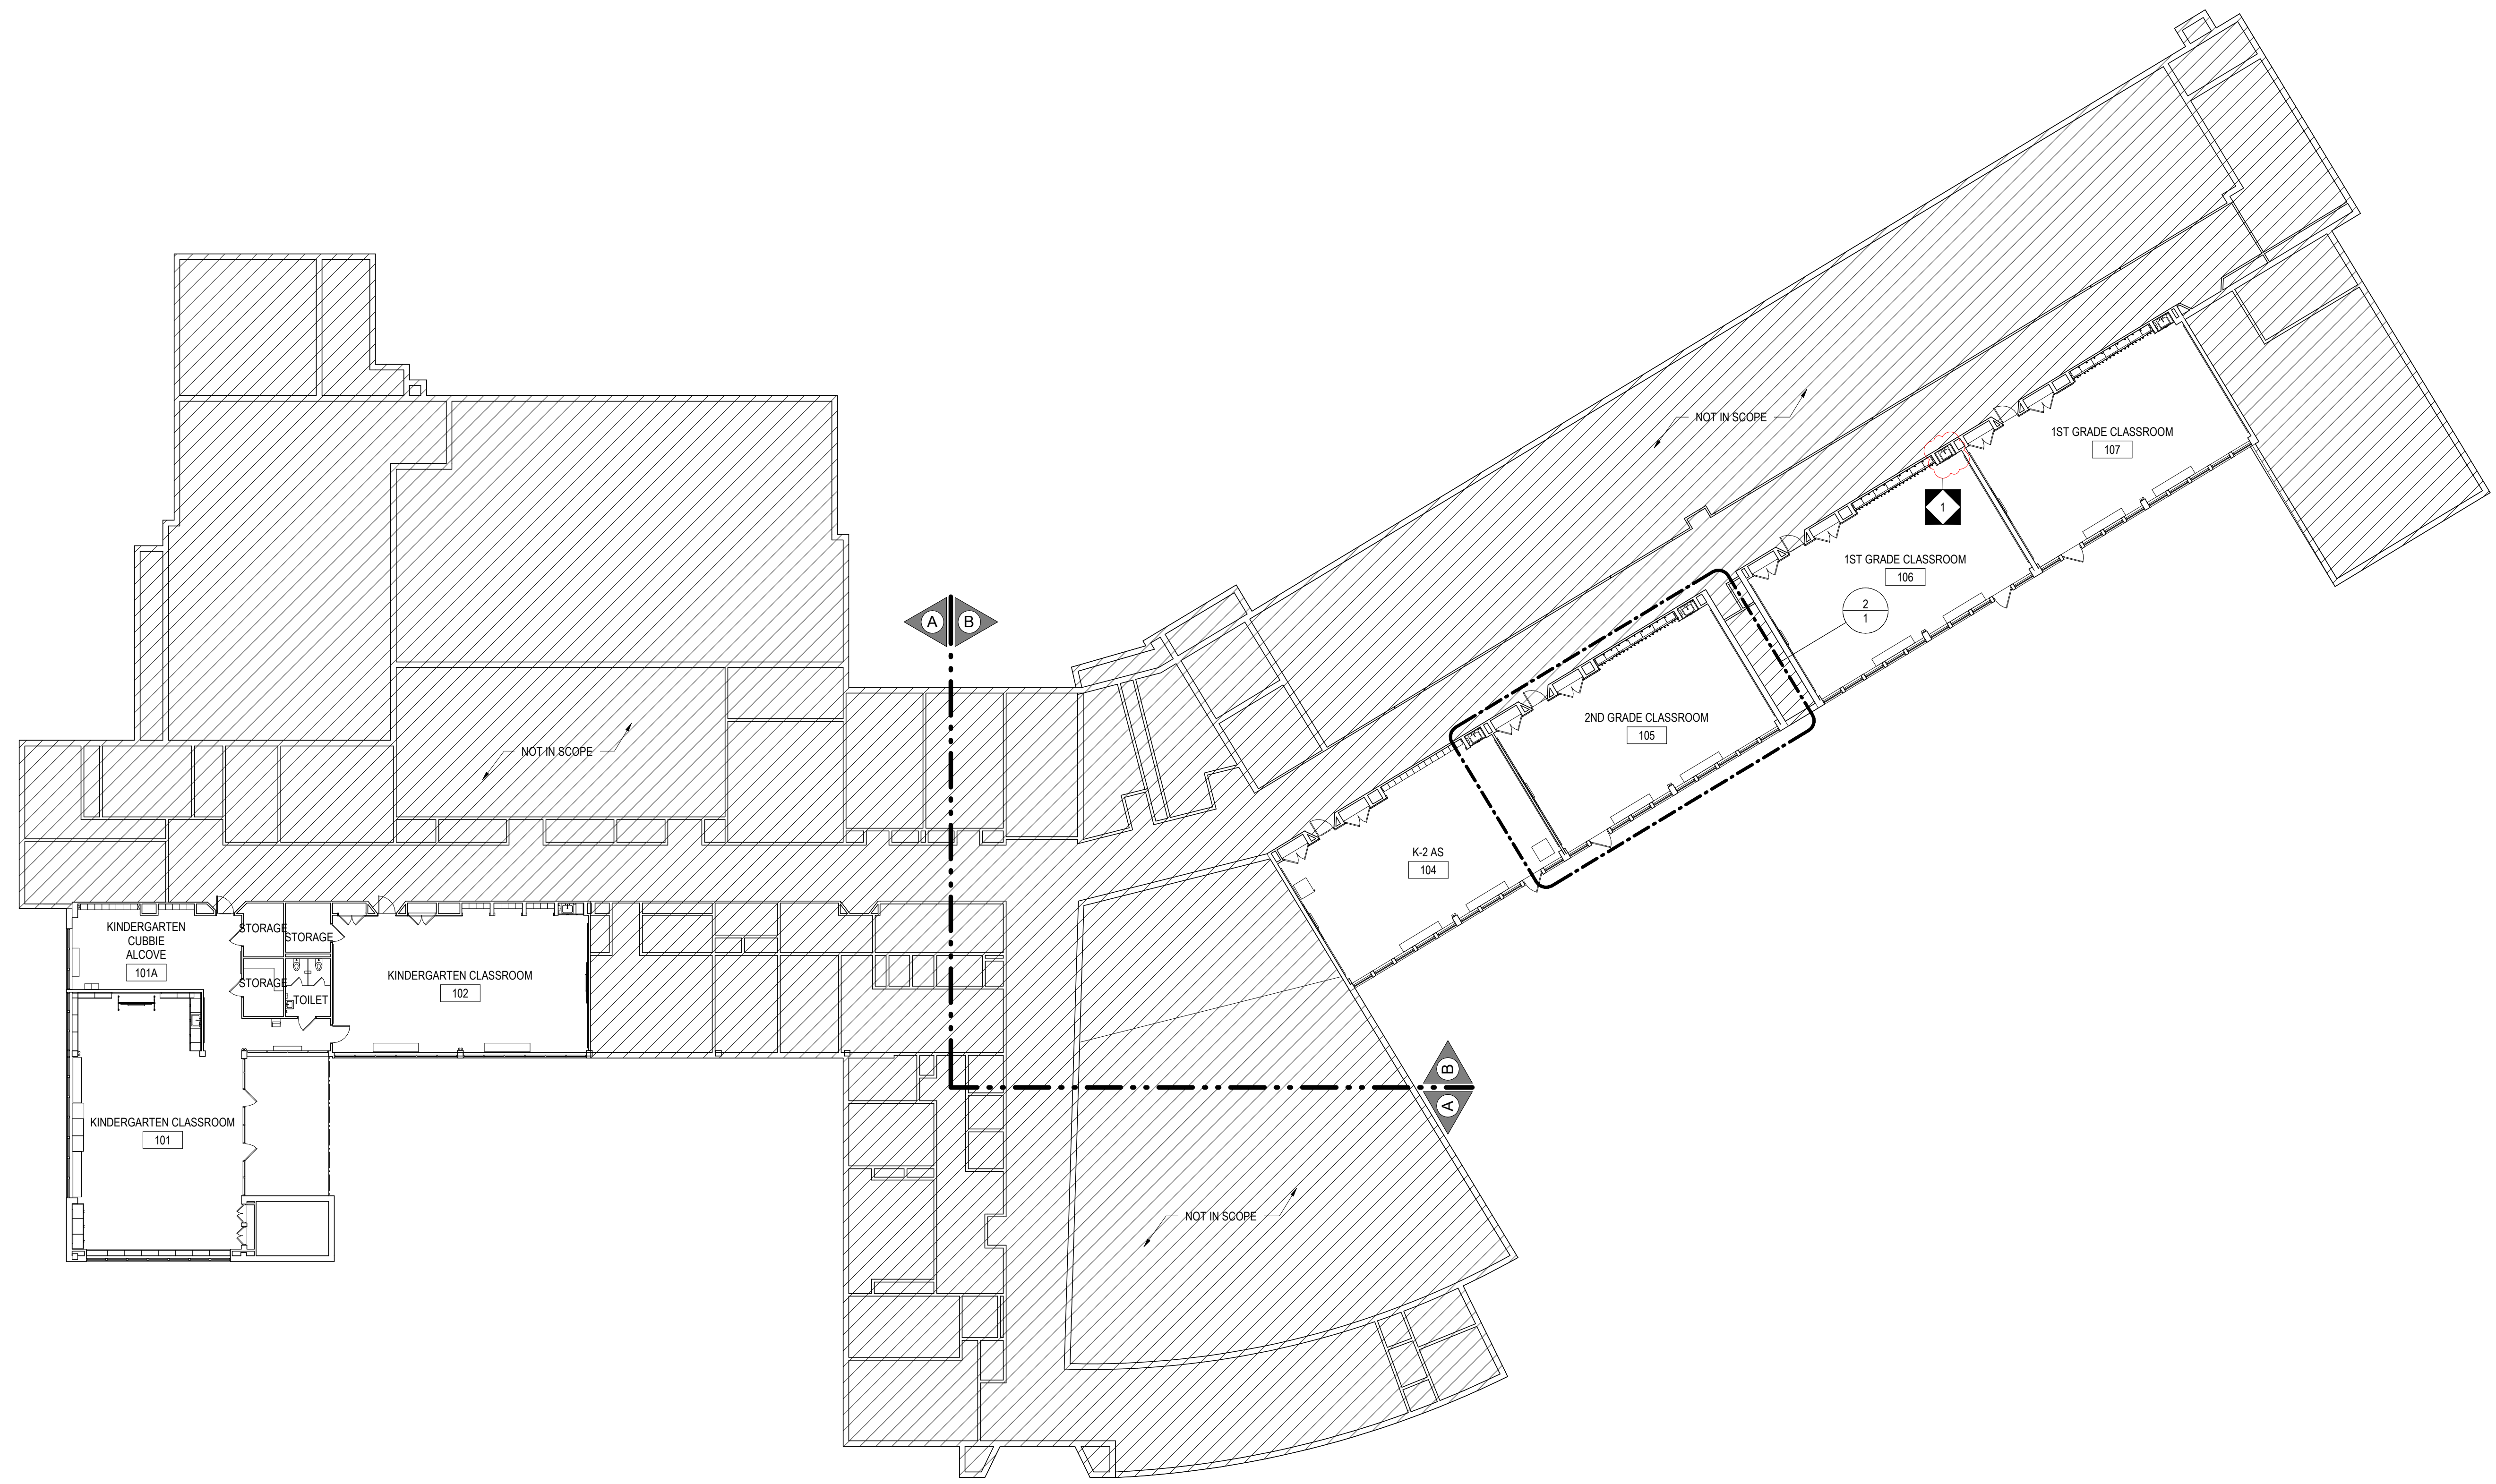 NOT IN SCOPE
1ST GRADE CLASSROOM
107
1
1ST GRADE CLASSROOM
106
2
1
A
B
2ND GRADE CLASSROOM
105
NOT IN SCOPE
K-2 AS
104
KINDERGARTEN
CUBBIE
ALCOVE
101A
STORAGE
STORAGE
STORAGE
TOILET
KINDERGARTEN CLASSROOM
102
B
A
KINDERGARTEN CLASSROOM
101
NOT IN SCOPE